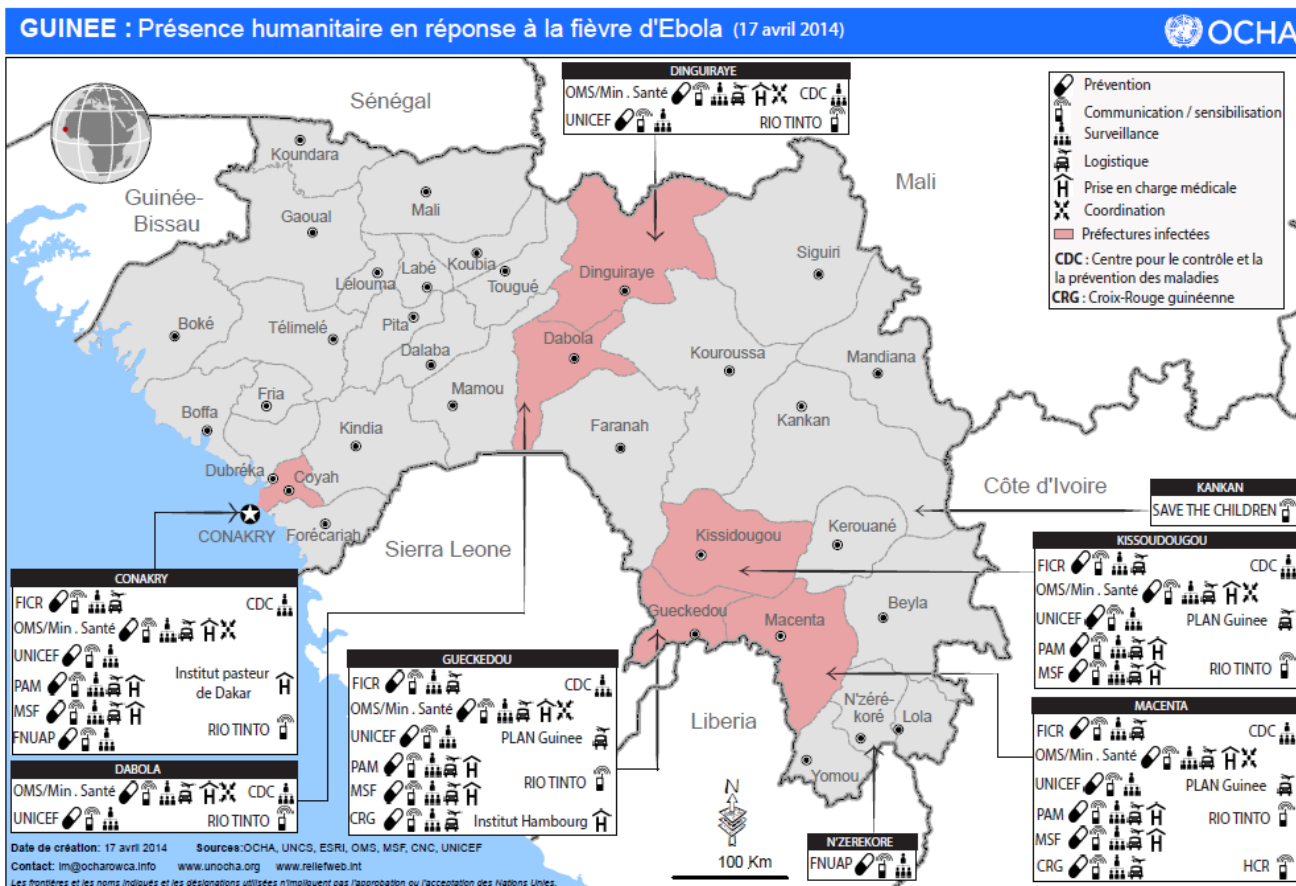 GUINEE : Présence humanitaire en réponse à la fièvre d'Ebola (17 avril 2014)
OCHA
DINGUIRAYE
OMS/Min . Santé CDC
UNICEF RIO TINTO
Prévention
Communication / sensibilisation
Surveillance
Logistique
Prise en charge médicale
Coordination
Préfectures infectées
CDC : Centre pour le contrôle et la
la prévention des maladies
CRG : Croix-Rouge guinéenne
Sénégal
Mali
Guinée-
Bissau
Koundara
Mali
Gaoual
Koubia
Labé
Lélouma
Tougué
Dinguiraye
Siguiri
Boké
Télimelé
Pita
Dalaba
Dabola
Kouroussa
Mandiana
Fria
Mamou
Boffa
Kindia
Faranah
Kankan
Dubréka
Coyah
CONAKRY
Forécariah
Sierra Leone
Côte d'Ivoire
Kissidougou
Kerouané
Gueckedou
Macenta
Beyla
Liberia
N'zéré-
koré
Lola
Yomou
KANKAN
SAVE THE CHILDREN
KISSOUDOUGOU
FICR CDC
OMS/Min . Santé
UNICEF PLAN Guinee
PAM
MSF RIO TINTO
CONAKRY
FICR CDC
OMS/Min . Santé
UNICEF
PAM Institut pasteur
de Dakar
MSF
FNUAP RIO TINTO
GUECKEDOU
FICR CDC
OMS/Min . Santé
UNICEF PLAN Guinee
PAM
MSF RIO TINTO
CRG Institut Hambourg
MACENTA
FICR CDC
OMS/Min . Santé
UNICEF PLAN Guinee
PAM RIO TINTO
MSF
CRG HCR
DABOLA
OMS/Min . Santé CDC
UNICEF RIO TINTO
N'ZEREKORE
FNUAP
N
100 Km
Date de création: 17 avril 2014 Sources:OCHA, UNCS, ESRI, OMS, MSF, CNC, UNICEF
Contact: im@ocharowca.info www.unocha.org www.reliefweb.int
Les frontières et les noms indiqués et les désignations utilisées n'impliquent pas l'approbation ou l'acceptation des Nations Unies.